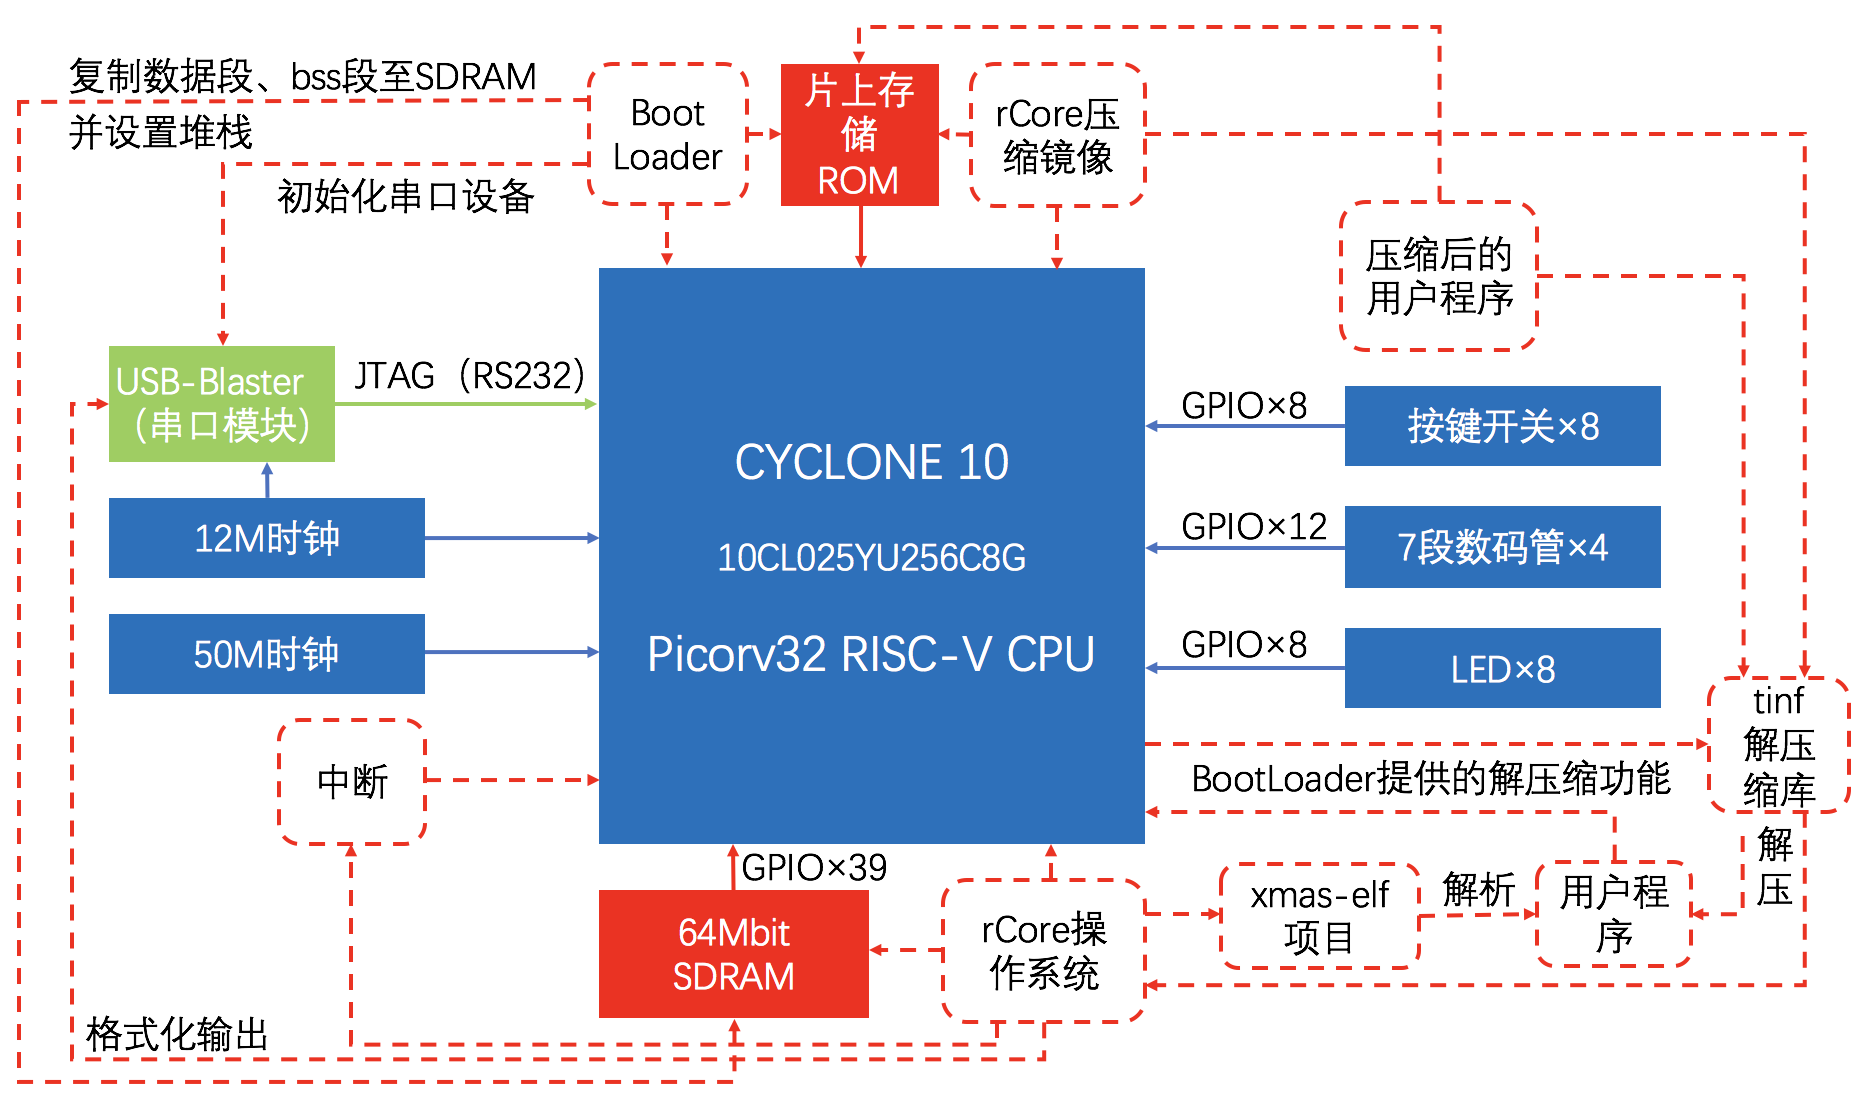 复制数据段、bss段至SDRAM
并设置堆栈
初始化串口设备
Boot
Loader
片上存
储
ROM
rCore压
缩镜像
压缩后的
用户程序
USB-Blaster
（串口模块）
JTAG（RS232）
12M时钟
50M时钟
中断
CYCLONE 10
10CL025YU256C8G
Picorv32 RISC-V CPU
GPIO×8
按键开关×8
GPIO×12
7段数码管×4
GPIO×8
LED×8
tinf
解压
缩库
BootLoader提供的解压缩功能
解
压
GPIO×39
64Mbit
SDRAM
rCore操
作系统
xmas-elf
项目
解析
用户程
序
格式化输出